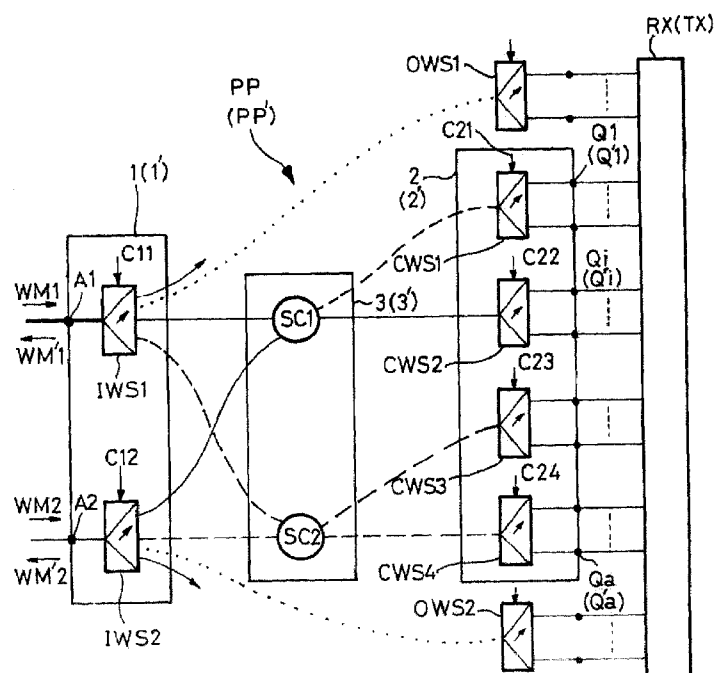 RX(TX)
OWS1
PP
(PP')
C21
Q1
(Q'1)
2
(2')
1(1')
C11
CWS1
C22
Qi
(Q'i)
WM1
A1
3(3')
SC1
WM'1
IWS1
CWS2
C23
C12
CWS3
C24
WM2
A2
SC2
WM'2
CWS4
Qa
(Q'a)
IWS2
OWS2